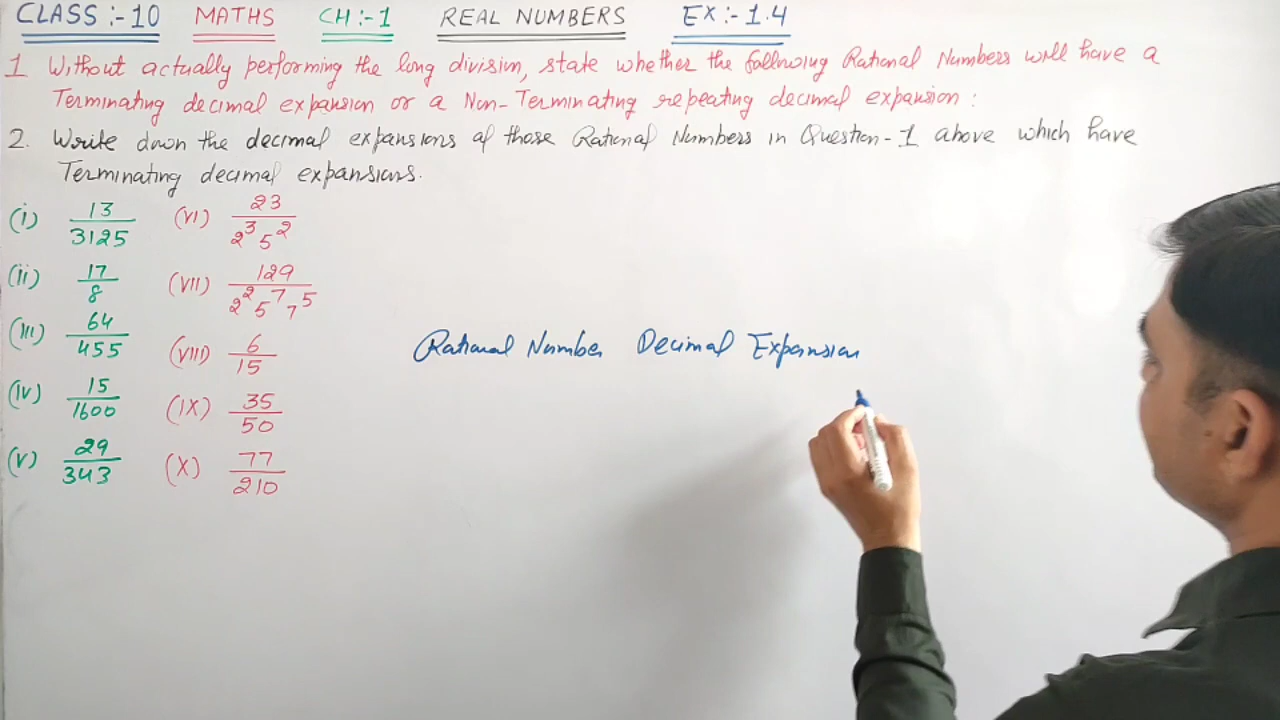 CLASS :- 10 MATHS CH :- 1 REAL NUMBERS EX :- 1.4
1 Without actually performing the long division, state whether the following Rational Numbers will have a
Terminating decimal expansion or a Non-Terminating repeating decimal expansion :
2. Write down the decimal expansions of those Rational Numbers in Question-1 above which have
Terminating decimal expansions.
(i) 13/3125 (VI) 23/2³5²
(ii) 17/8 (VII) 129/2²5⁷7⁵
(III) 64/455 (VIII) 6/15
(IV) 15/1600 (IX) 35/50
(V) 29/343 (X) 77/210
Rational Number Decimal Expansion